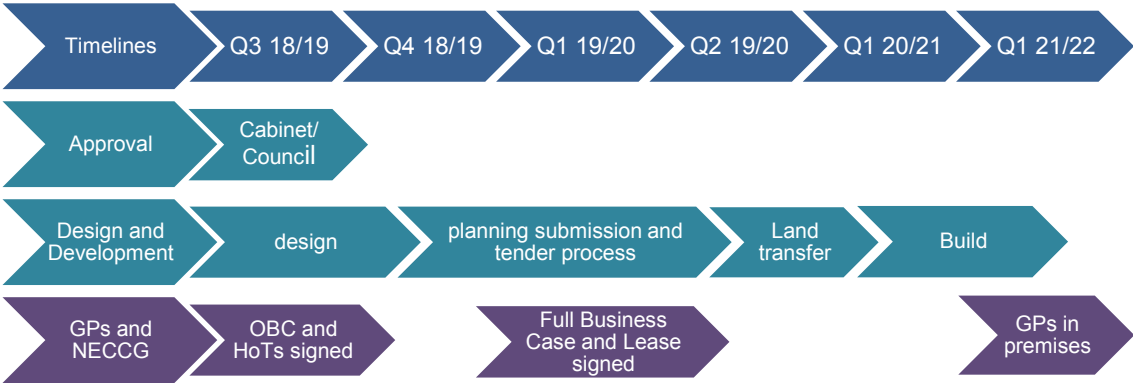 Timelines
Q3 18/19
Q4 18/19
Q1 19/20
Q2 19/20
Q1 20/21
Q1 21/22
Approval
Cabinet/
Council
Design and
Development
design
planning submission and
tender process
Land
transfer
Build
GPs and
NECCG
OBC and
HoTs signed
Full Business
Case and Lease
signed
GPs in
premises